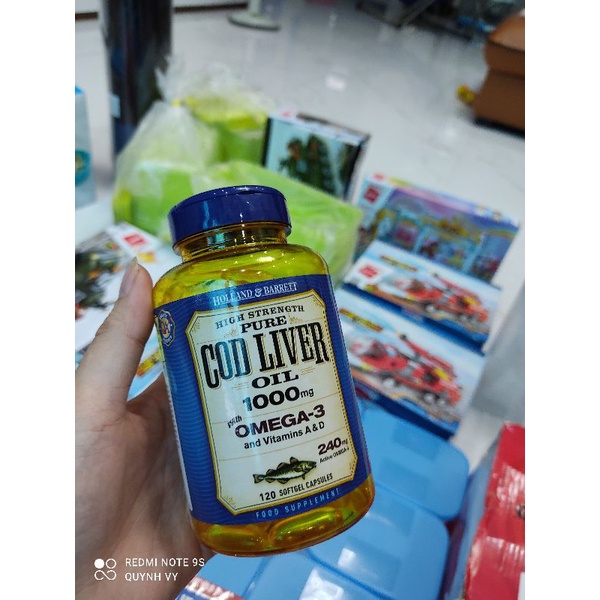 HOLLAND & BARRETT
HIGH STRENGTH
PURE
COD LIVER
OIL
1000mg
with
OMEGA-3
and Vitamins A & D
240mg
Active OMEGA-3
120 SOFTGEL CAPSULES
FOOD SUPPLEMENT
REDMI NOTE 9S
QUYNH VY